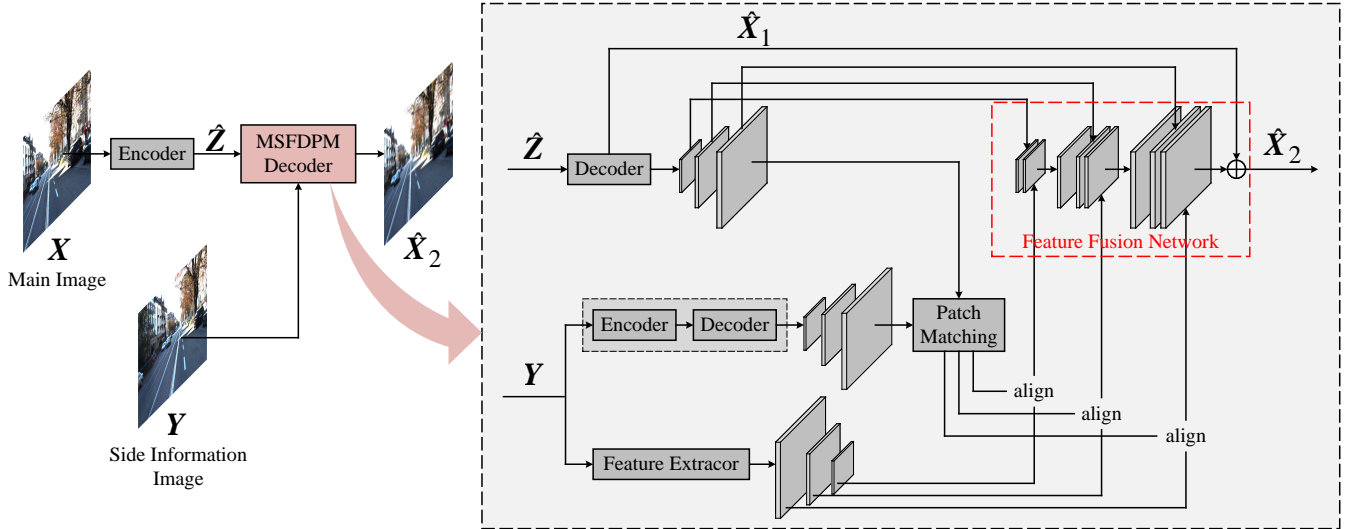 X
Main Image
Encoder
Ẑ
MSFDPM
Decoder
X̂₂
Y
Side Information
Image
X̂₁
Ẑ
Decoder
Feature Fusion Network
X̂₂
Y
Encoder
Decoder
Patch
Matching
align
align
align
Feature Extracor